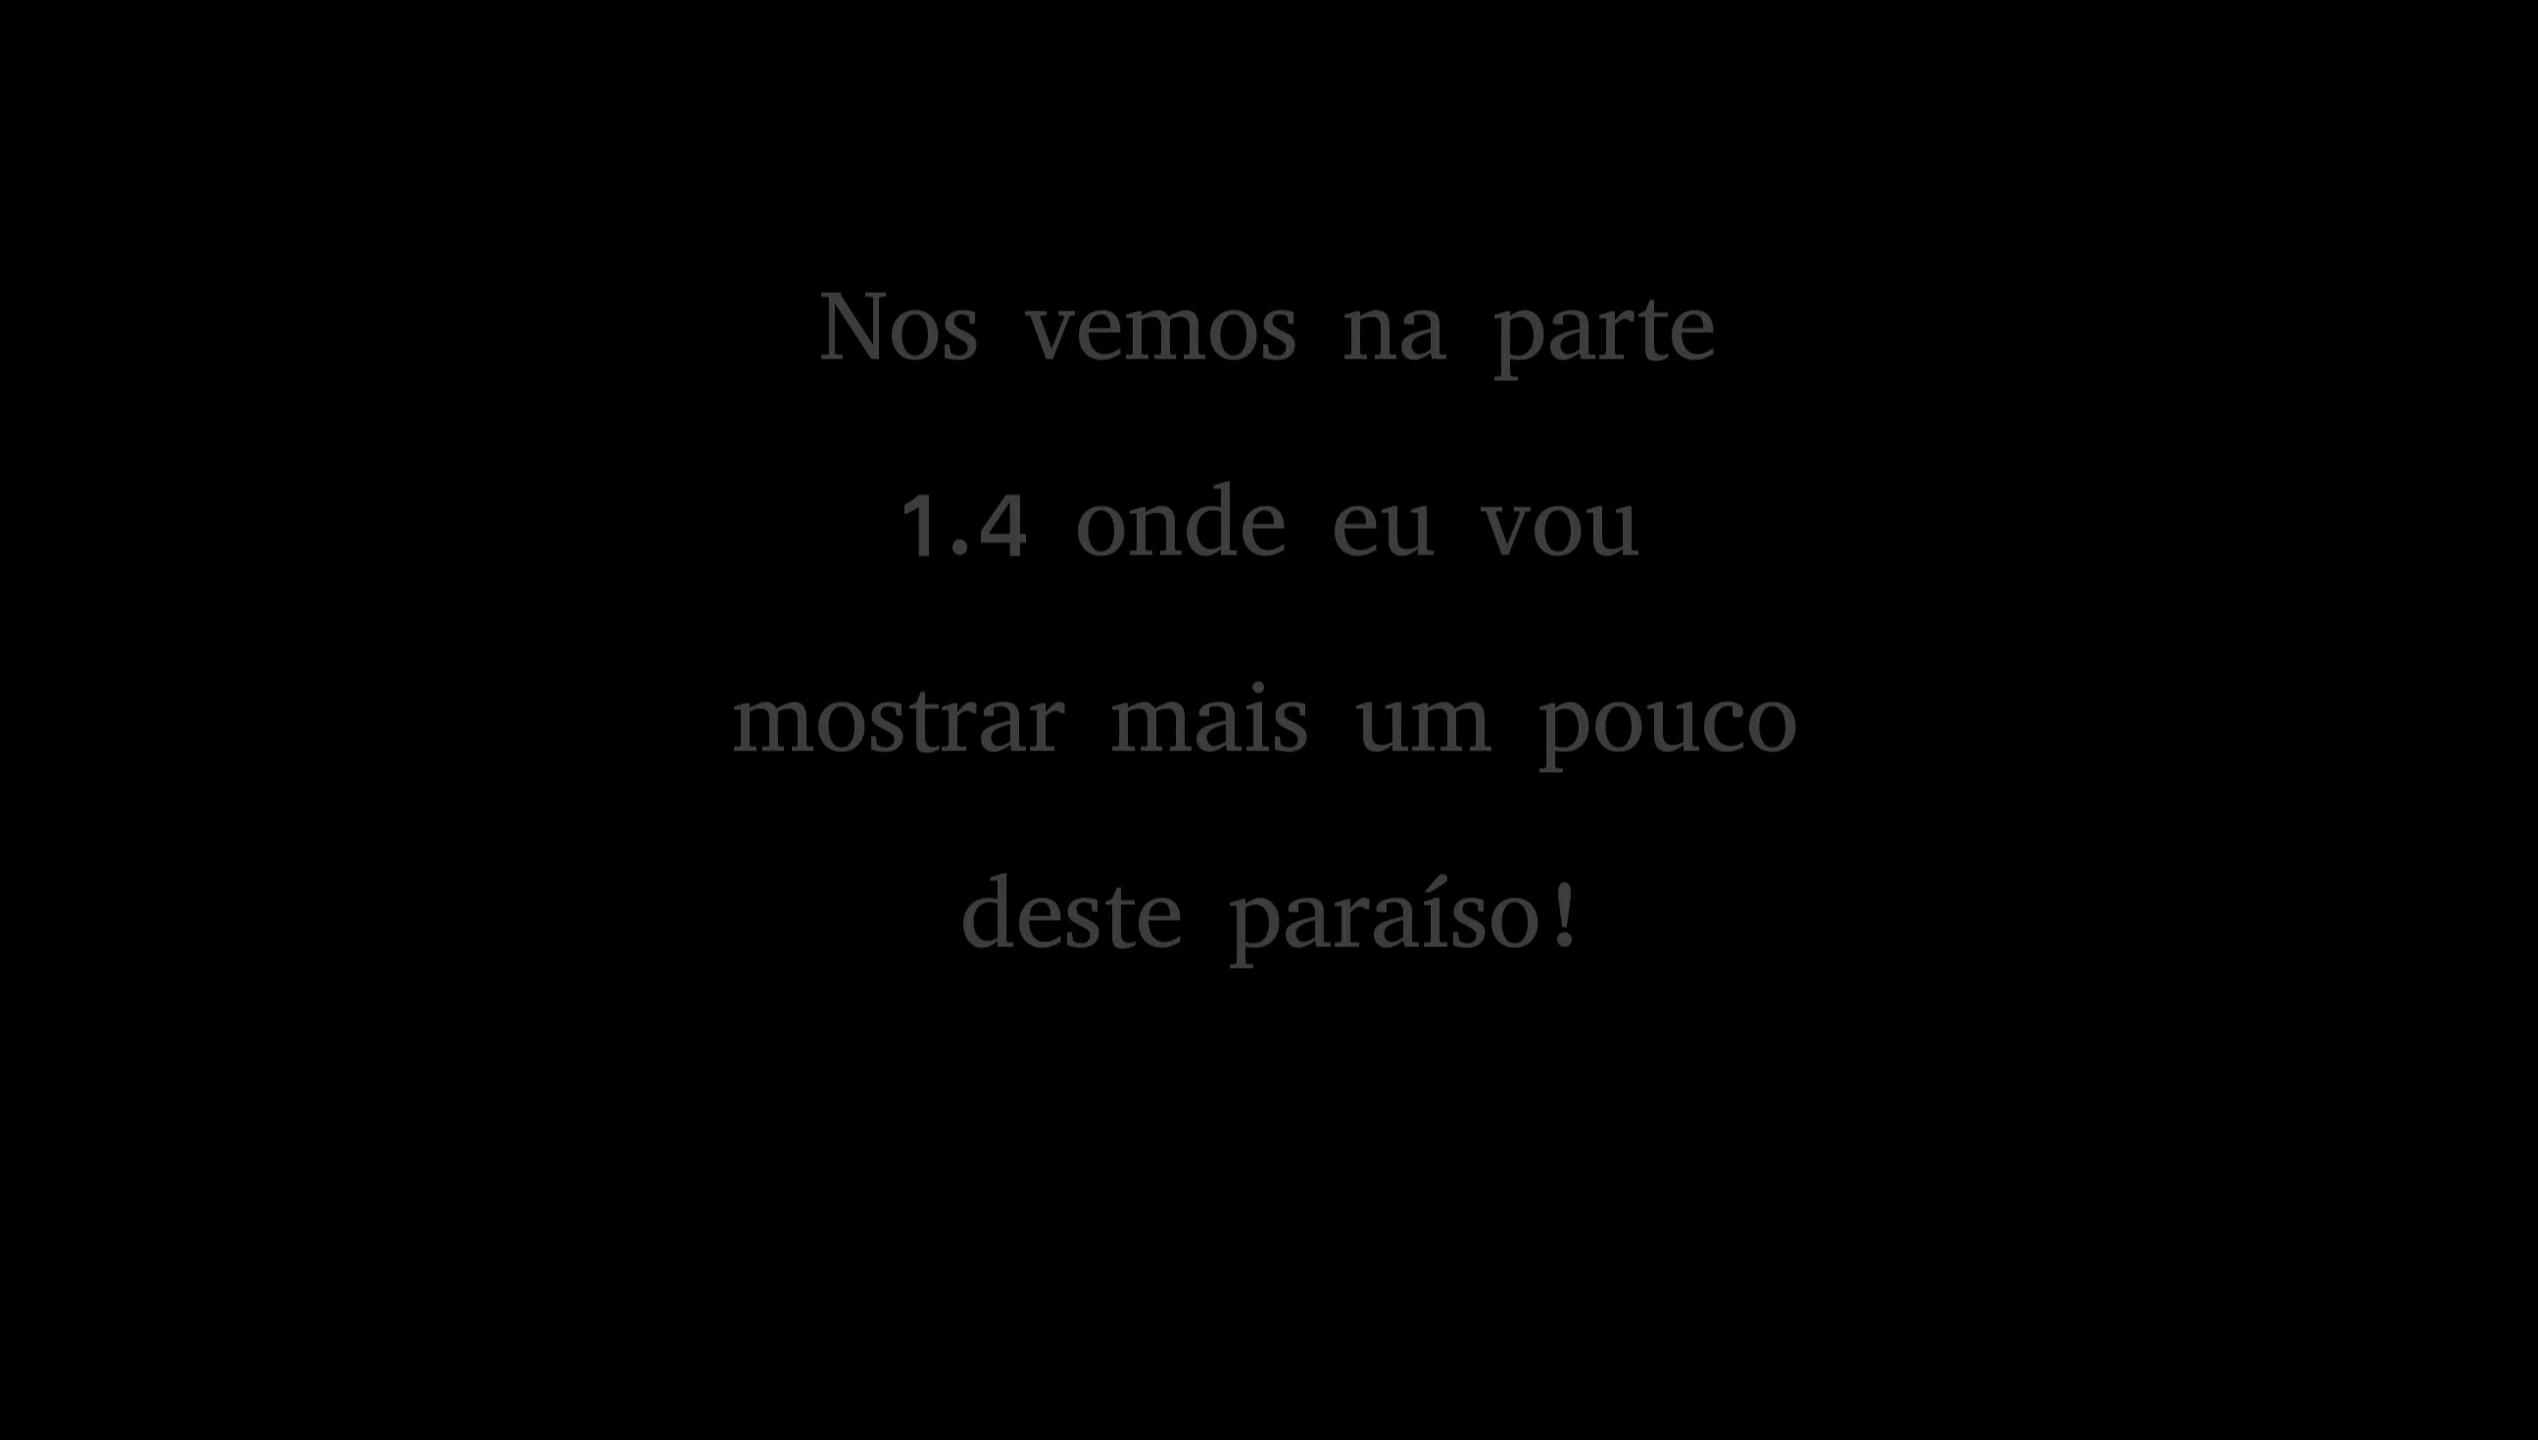 Nos vemos na parte
1.4 onde eu vou
mostrar mais um pouco
deste paraíso!